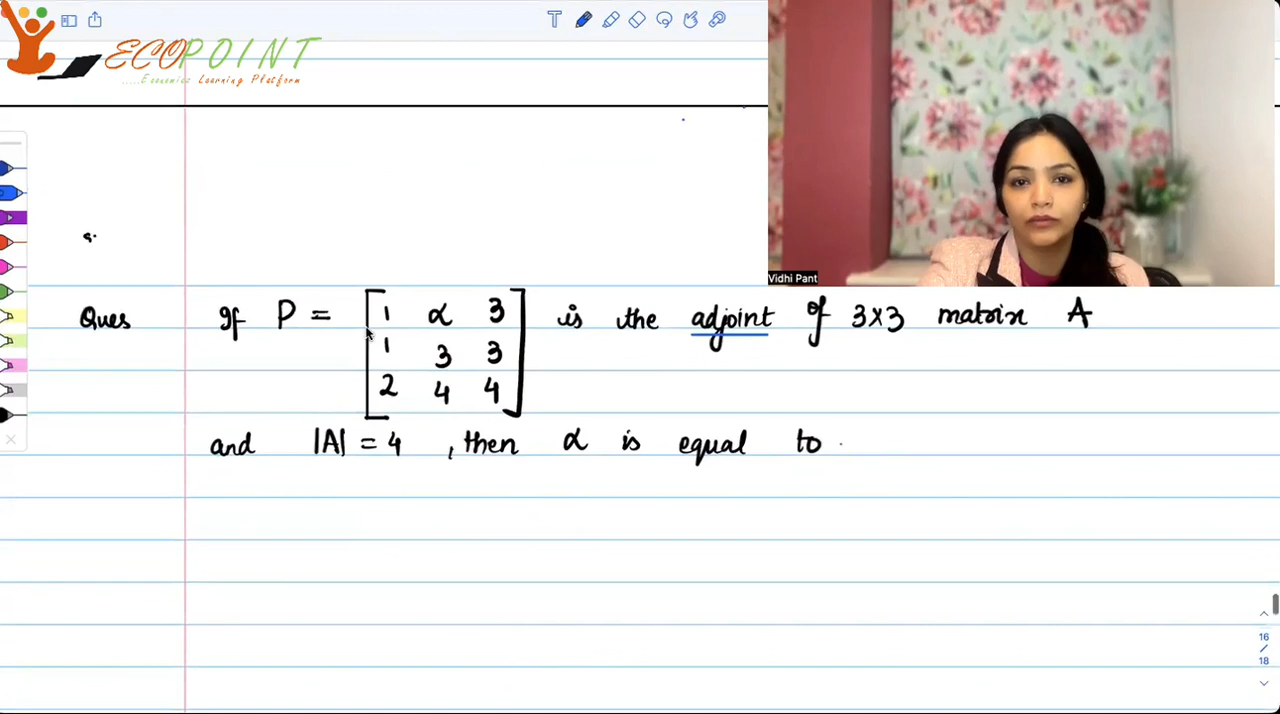 ECOPOINT
.....Economics Learning Platform
Vidhi Pant
Ques If P = [1 α 3 is the adjoint of 3×3 matrix A
1 3 3
2 4 4]
and |A| = 4 , then α is equal to
16
/
18